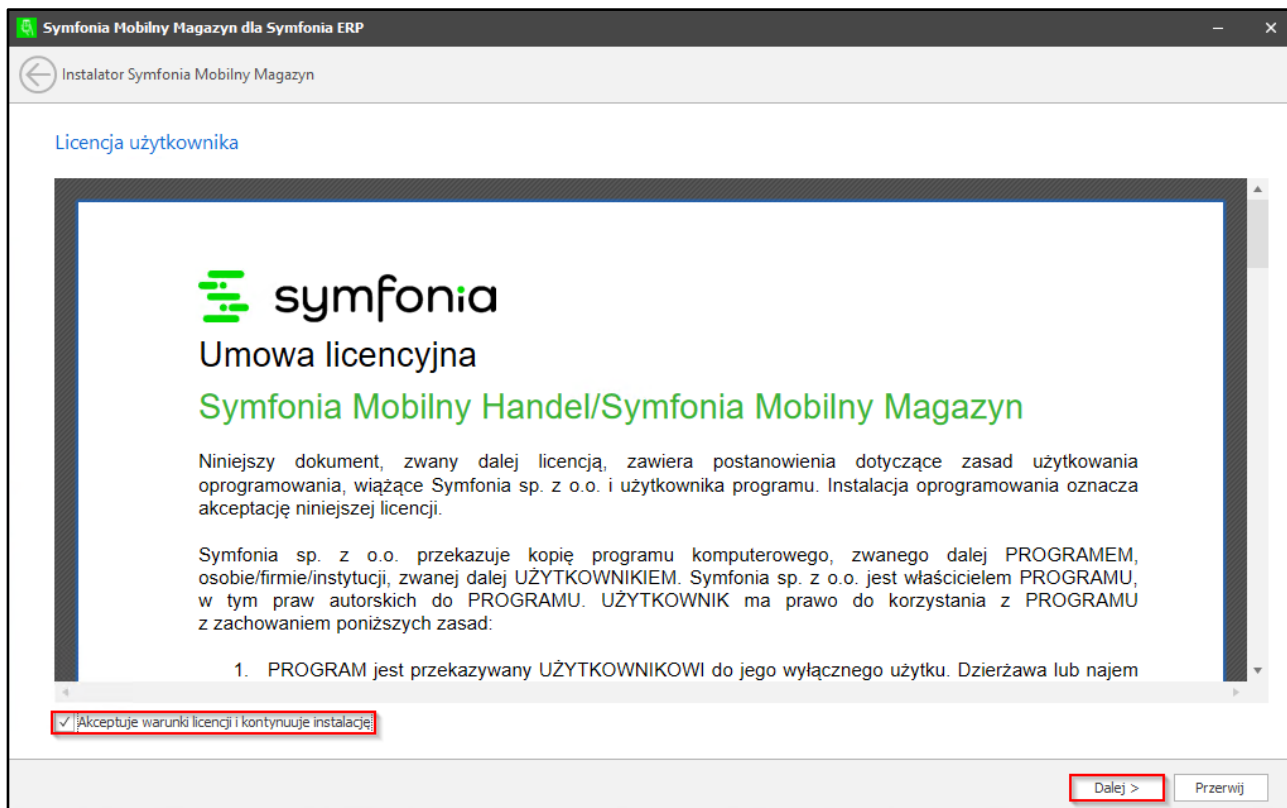 Symfonia Mobilny Magazyn dla Symfonia ERP
Instalator Symfonia Mobilny Magazyn
Licencja użytkownika
symfonia
Umowa licencyjna
Symfonia Mobilny Handel/Symfonia Mobilny Magazyn
Niniejszy dokument, zwany dalej licencją, zawiera postanowienia dotyczące zasad użytkowania
oprogramowania, wiążące Symfonia sp. z o.o. i użytkownika programu. Instalacja oprogramowania oznacza
akceptację niniejszej licencji.
Symfonia sp. z o.o. przekazuje kopię programu komputerowego, zwanego dalej PROGRAMEM,
osobie/firmie/instytucji, zwanej dalej UŻYTKOWNIKIEM. Symfonia sp. z o.o. jest właścicielem PROGRAMU,
w tym praw autorskich do PROGRAMU. UŻYTKOWNIK ma prawo do korzystania z PROGRAMU
z zachowaniem poniższych zasad:
1. PROGRAM jest przekazywany UŻYTKOWNIKOWI do jego wyłącznego użytku. Dzierżawa lub najem
Akceptuje warunki licencji i kontynuuje instalację
Dalej >
Przerwij